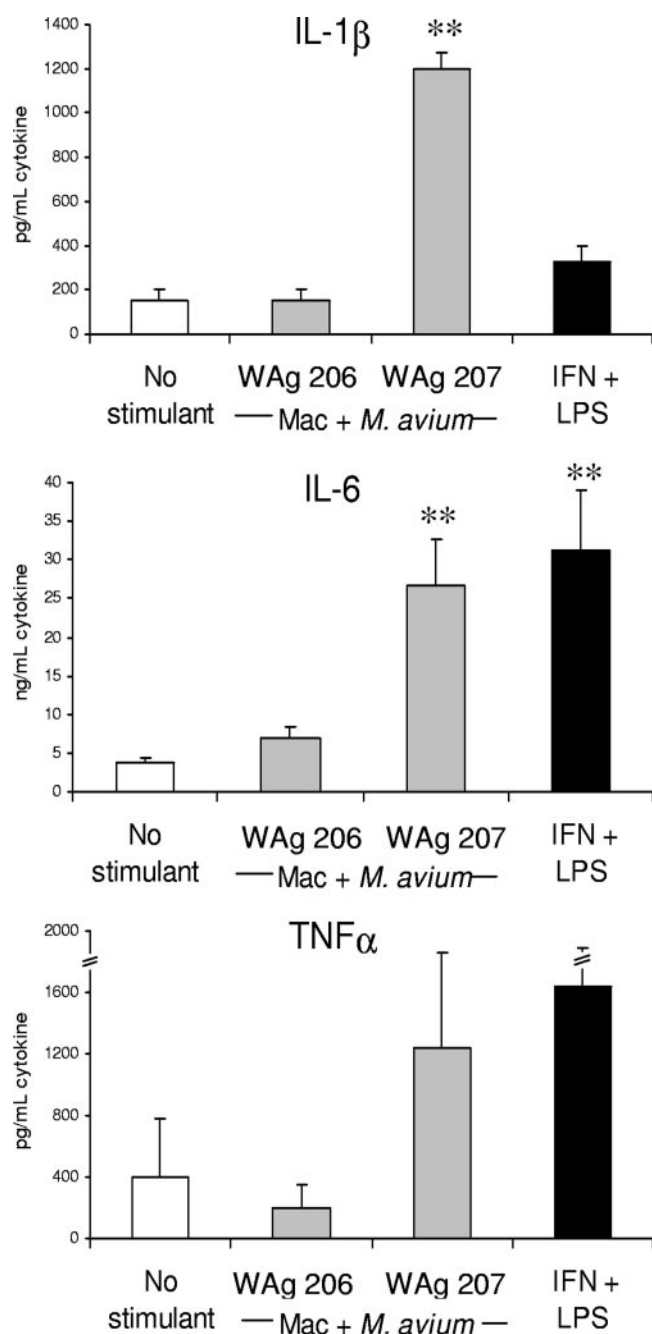 IL-1β
**
1400
1200
1000
800
600
400
200
0
pg/mL cytokine
No stimulant
WAg 206
WAg 207
IFN + LPS
Mac + M. avium
IL-6
**
**
40
35
30
25
20
15
10
5
0
ng/mL cytokine
No stimulant
WAg 206
WAg 207
IFN + LPS
Mac + M. avium
TNFα
2000
1600
1200
800
400
0
pg/mL cytokine
No stimulant
WAg 206
WAg 207
IFN + LPS
Mac + M. avium